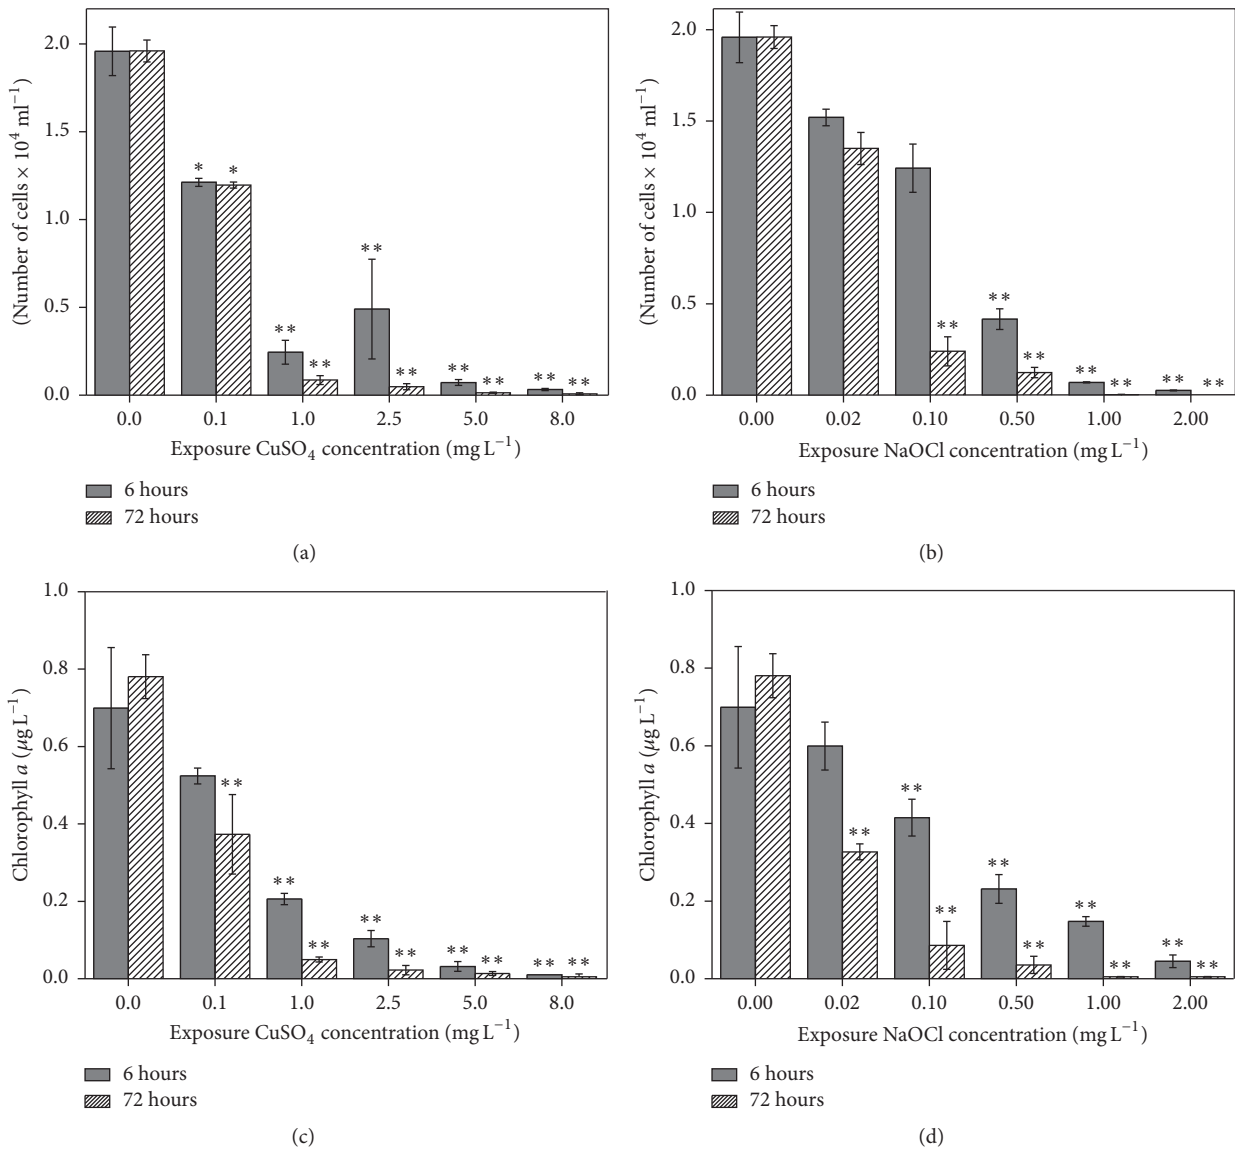 2.0
1.5
1.0
0.5
0.0
(Number of cells × 10⁴ ml⁻¹)
* *
** ** ** ** ** ** ** **
0.0 0.1 1.0 2.5 5.0 8.0
Exposure CuSO₄ concentration (mg L⁻¹)
6 hours
72 hours
(a)
2.0
1.5
1.0
0.5
0.0
(Number of cells × 10⁴ ml⁻¹)
** ** ** ** ** ** **
0.00 0.02 0.10 0.50 1.00 2.00
Exposure NaOCl concentration (mg L⁻¹)
6 hours
72 hours
(b)
1.0
0.8
0.6
0.4
0.2
0.0
Chlorophyll a (μg L⁻¹)
** ** ** ** ** ** ** ** **
0.0 0.1 1.0 2.5 5.0 8.0
Exposure CuSO₄ concentration (mg L⁻¹)
6 hours
72 hours
(c)
1.0
0.8
0.6
0.4
0.2
0.0
Chlorophyll a (μg L⁻¹)
** ** ** ** ** ** ** ** **
0.00 0.02 0.10 0.50 1.00 2.00
Exposure NaOCl concentration (mg L⁻¹)
6 hours
72 hours
(d)